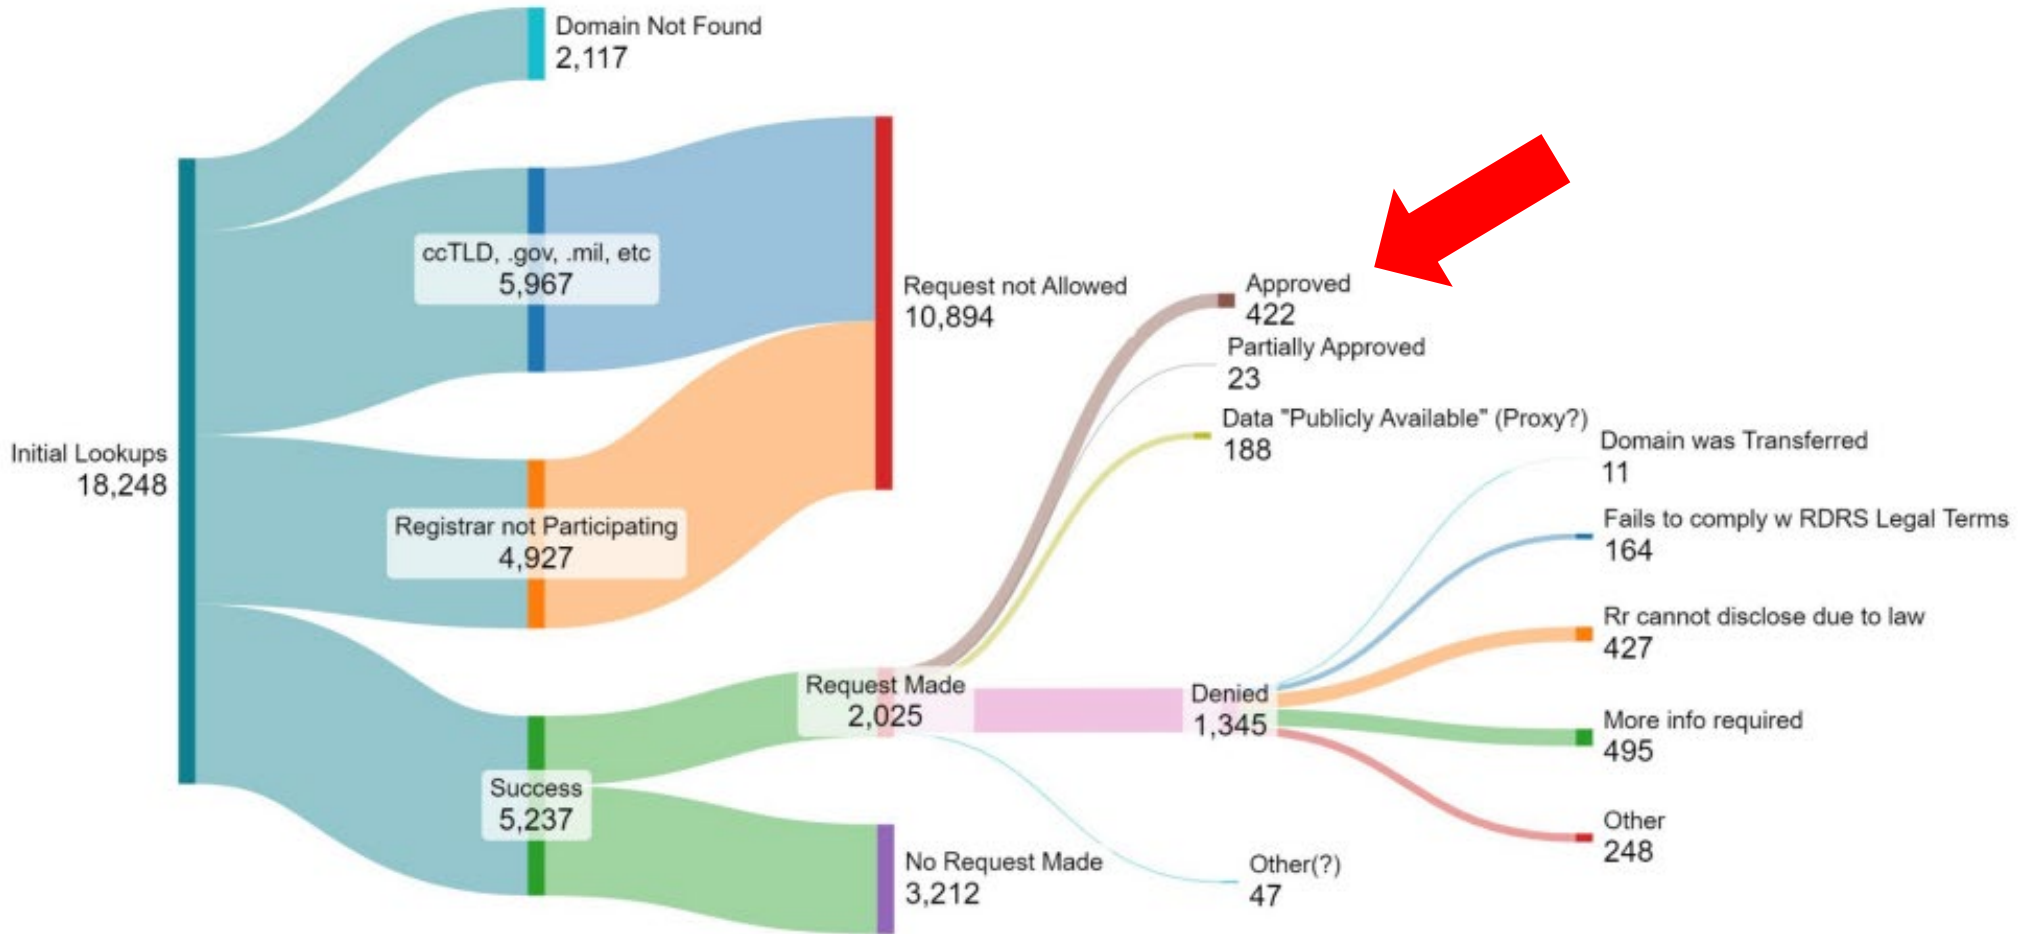 Domain Not Found
2,117
ccTLD, .gov, .mil, etc
5,967
Request not Allowed
10,894
Initial Lookups
18,248
Registrar not Participating
4,927
Approved
422
Partially Approved
23
Data "Publicly Available" (Proxy?)
188
Domain was Transferred
11
Fails to comply w RDRS Legal Terms
164
Rr cannot disclose due to law
427
Request Made
2,025
Denied
1,345
More info required
495
Success
5,237
Other
248
No Request Made
3,212
Other(?)
47